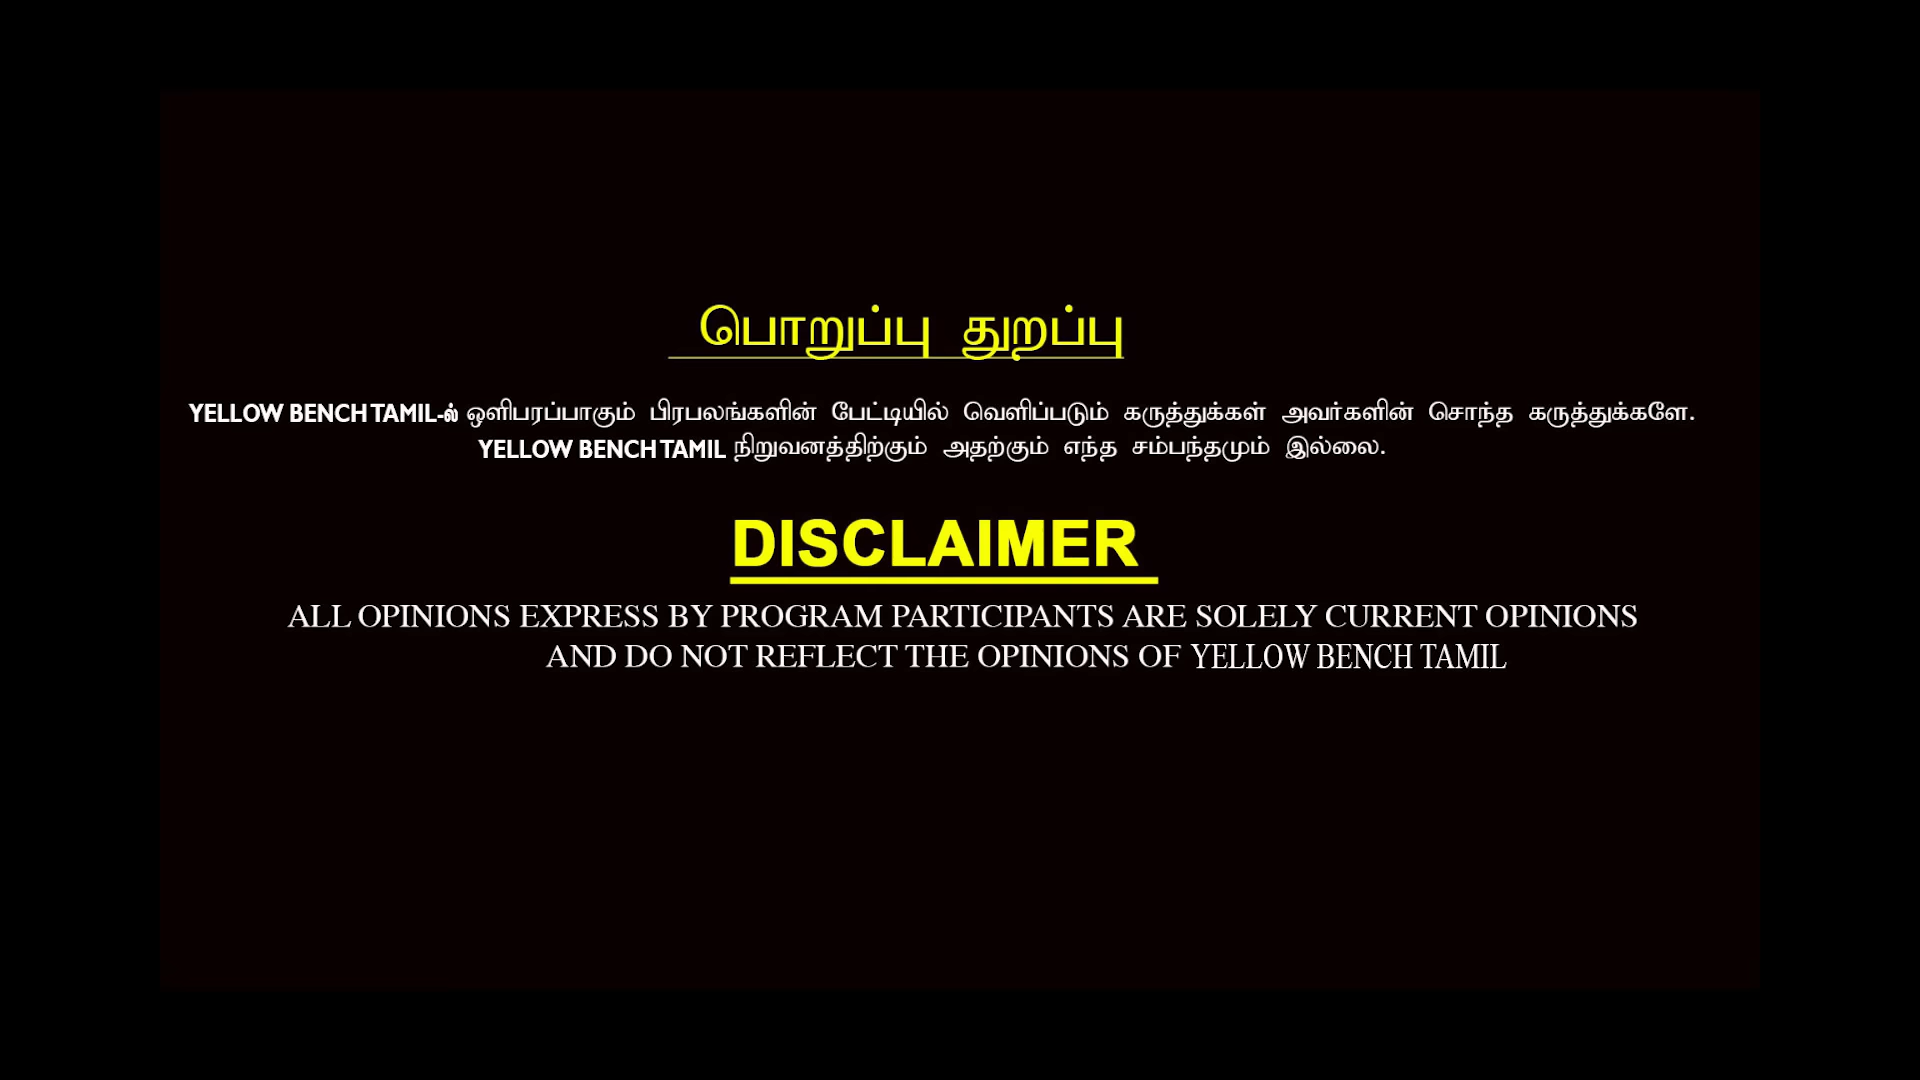 பொறுப்பு துறப்பு
YELLOW BENCH TAMIL-ல் ஒளிபரப்பாகும் பிரபலங்களின் பேட்டியில் வெளிப்படும் கருத்துக்கள் அவர்களின் சொந்த கருத்துக்களே.
YELLOW BENCH TAMIL நிறுவனத்திற்கும் அதற்கும் எந்த சம்பந்தமும் இல்லை.
DISCLAIMER
ALL OPINIONS EXPRESS BY PROGRAM PARTICIPANTS ARE SOLELY CURRENT OPINIONS
AND DO NOT REFLECT THE OPINIONS OF YELLOW BENCH TAMIL